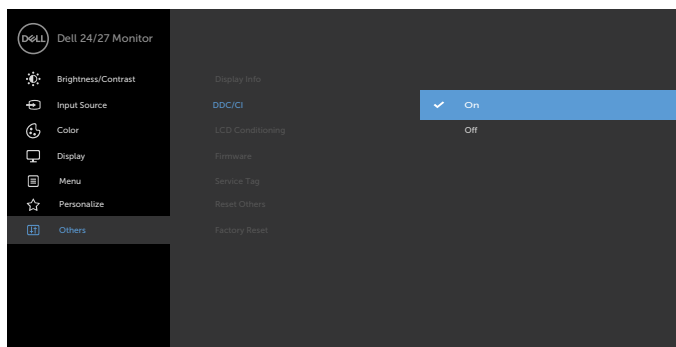 DELL
Dell 24/27 Monitor
Brightness/Contrast
Input Source
Color
Display
Menu
Personalize
Others
Display Info
DDC/CI
LCD Conditioning
Firmware
Service Tag
Reset Others
Factory Reset
On
Off